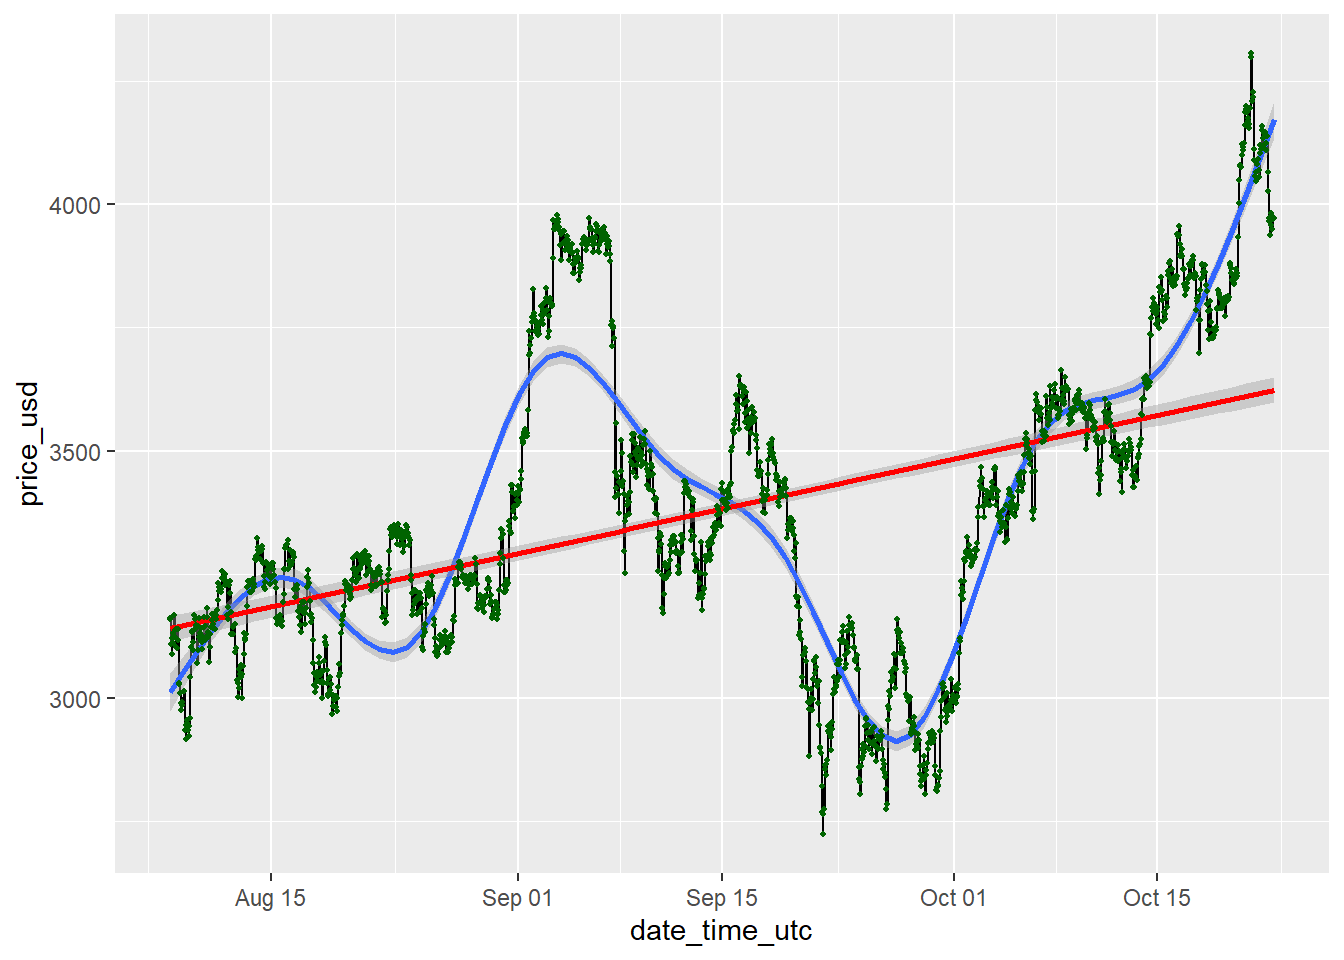 price_usd
4000
3500
3000
Aug 15
Sep 01
Sep 15
Oct 01
Oct 15
date_time_utc